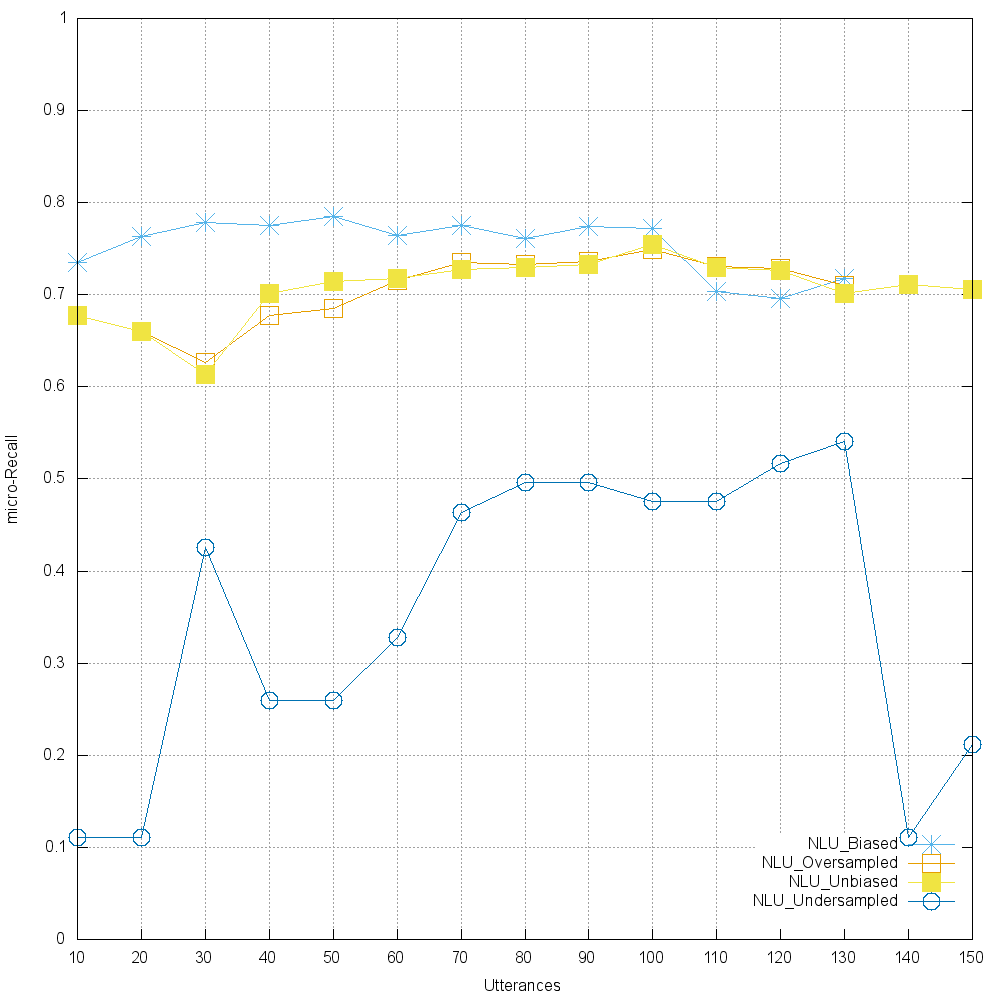 1
0.9
0.8
0.7
0.6
0.5
0.4
0.3
0.2
0.1
0
micro-Recall
NLU_Biased
NLU_Oversampled
NLU_Unbiased
NLU_Undersampled
10 20 30 40 50 60 70 80 90 100 110 120 130 140 150
Utterances